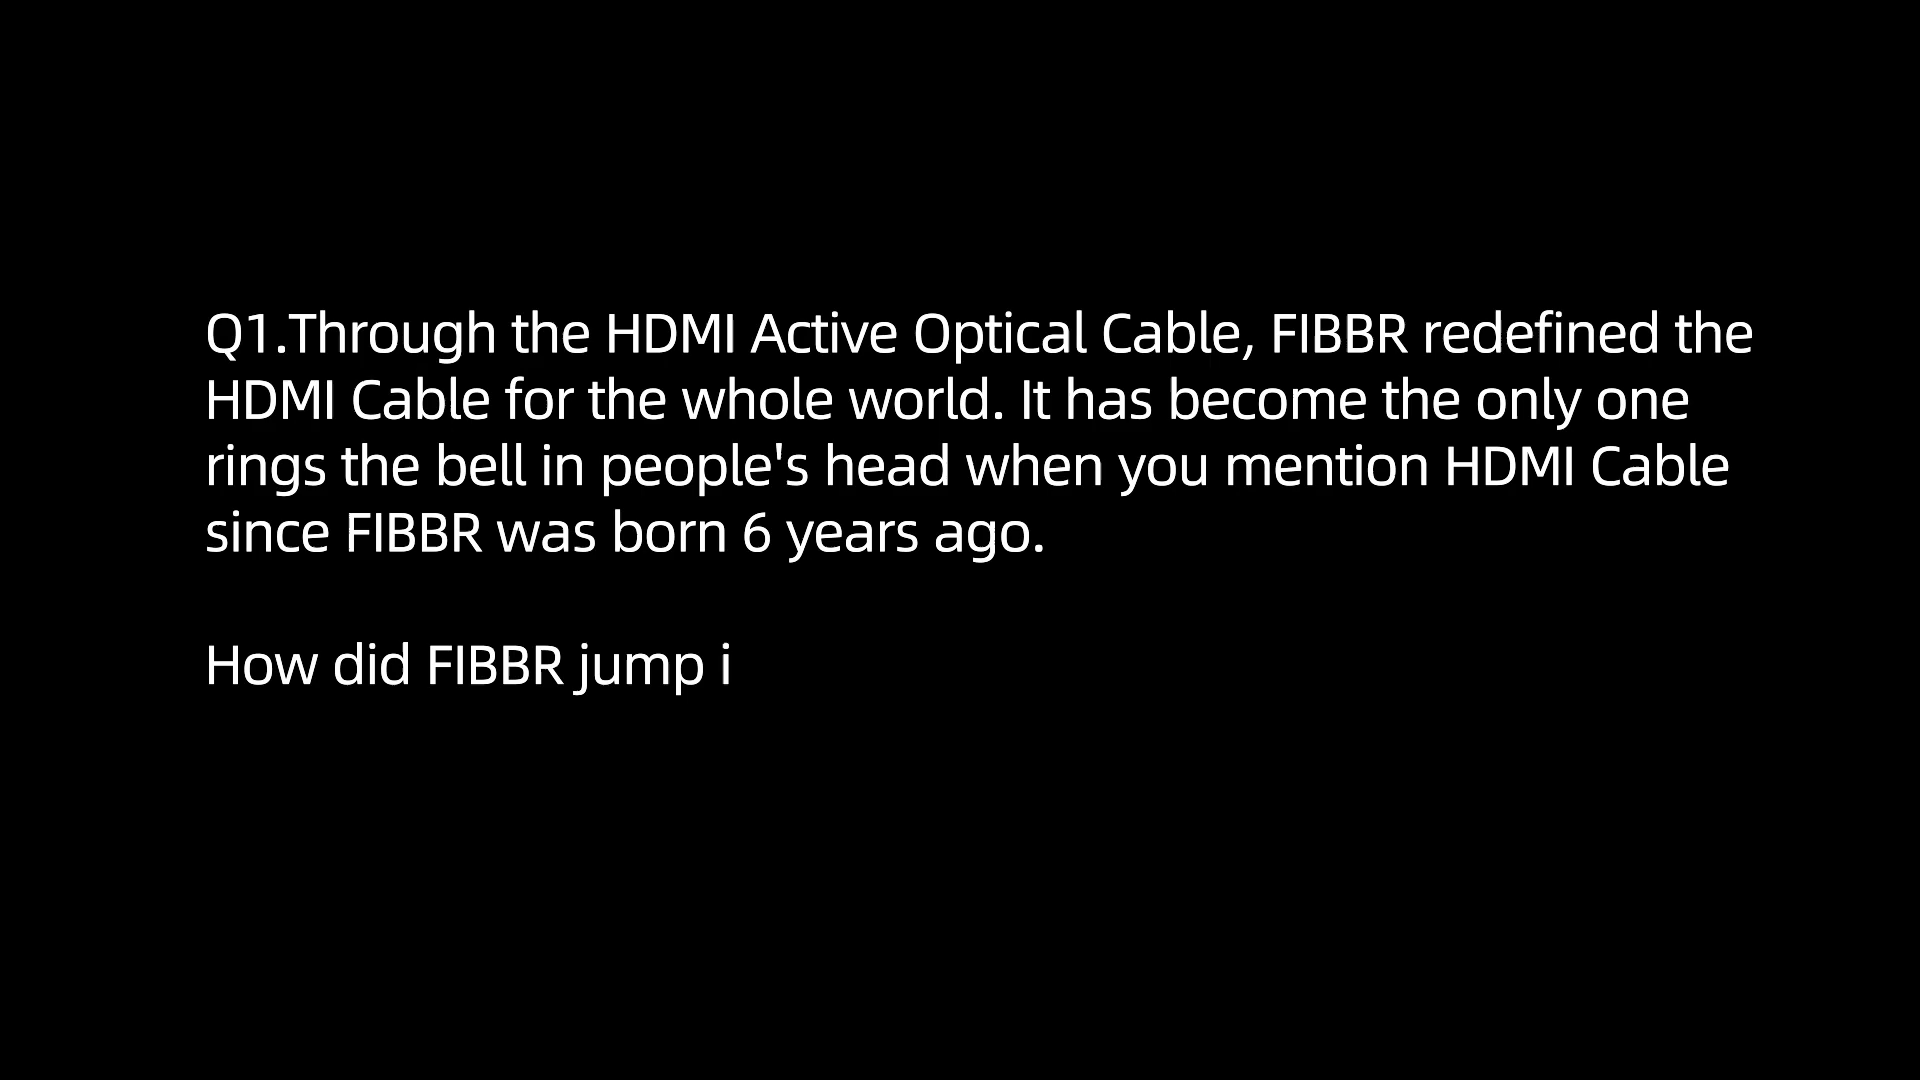 Q1.Through the HDMI Active Optical Cable, FIBBR redefined the
HDMI Cable for the whole world. It has become the only one
rings the bell in people's head when you mention HDMI Cable
since FIBBR was born 6 years ago.
How did FIBBR jump i